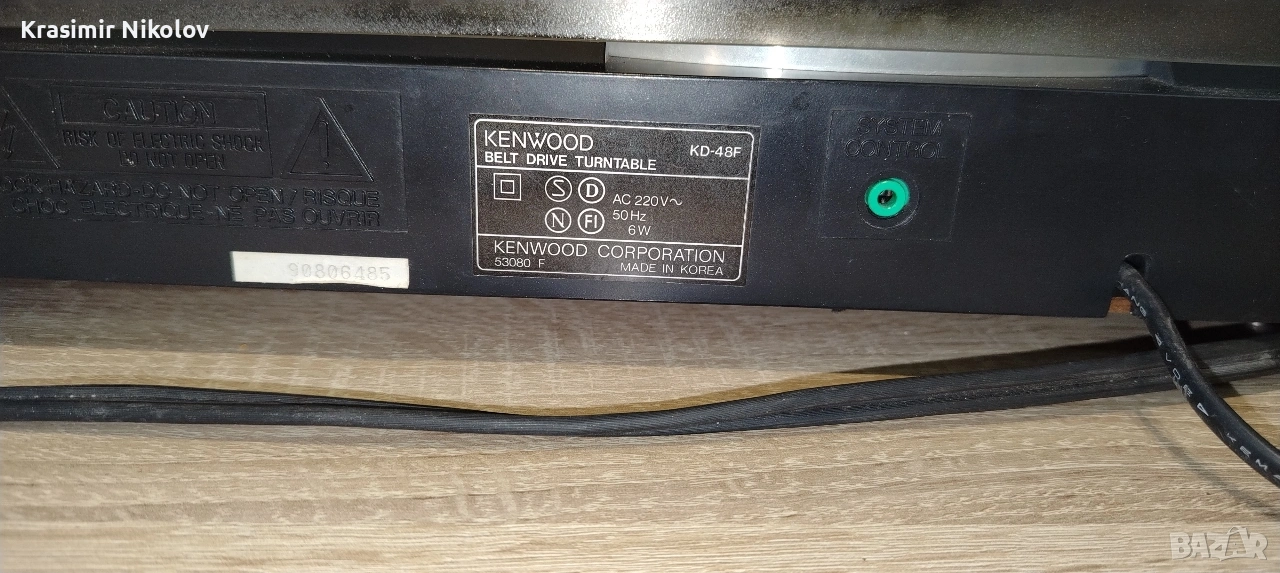 Krasimir Nikolov
CAUTION
RISK OF ELECTRIC SHOCK
DO NOT OPEN
HAZARD-DO NOT OPEN / RISQUE
CHOC ELECTRIQUE-NE PAS OUVRIR
90806485
KENWOOD KD-48F
BELT DRIVE TURNTABLE
S D AC 220V~
N FI 50Hz
6W
KENWOOD CORPORATION
53080 F MADE IN KOREA
SYSTEM
CONTROL
BAZAR